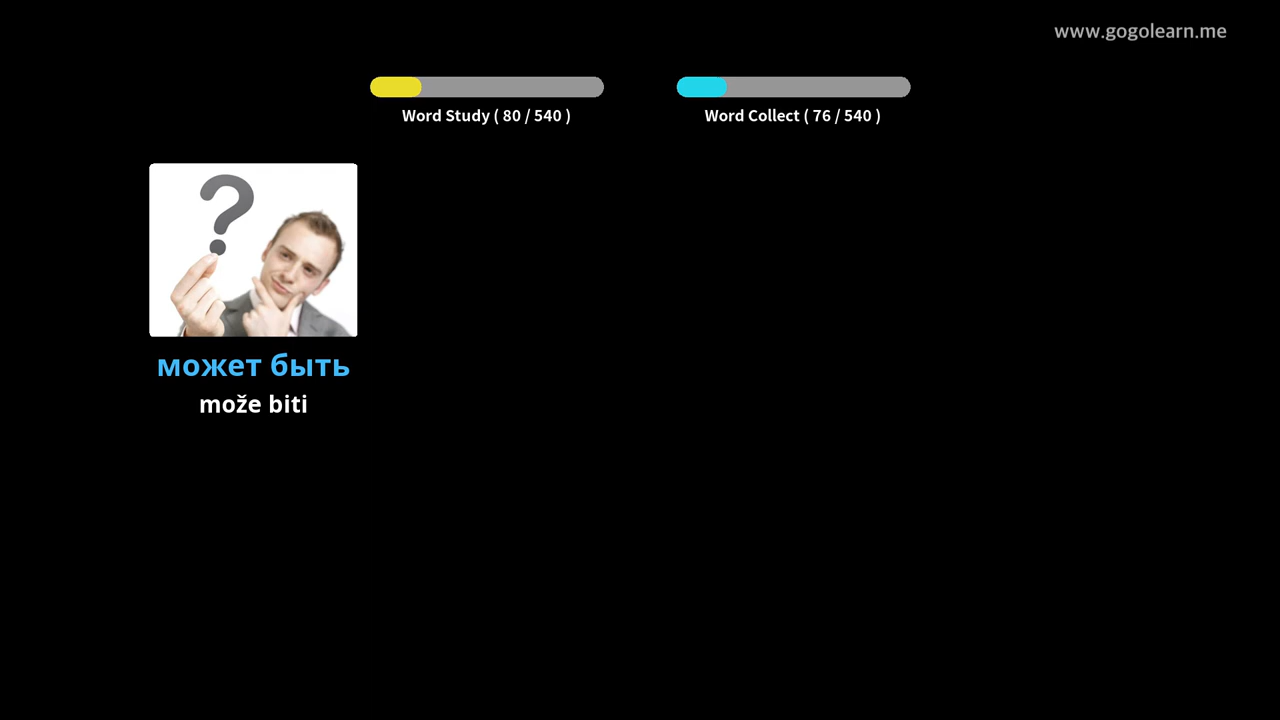 www.gogolearn.me
Word Study ( 80 / 540 )
Word Collect ( 76 / 540 )
?
может быть
može biti